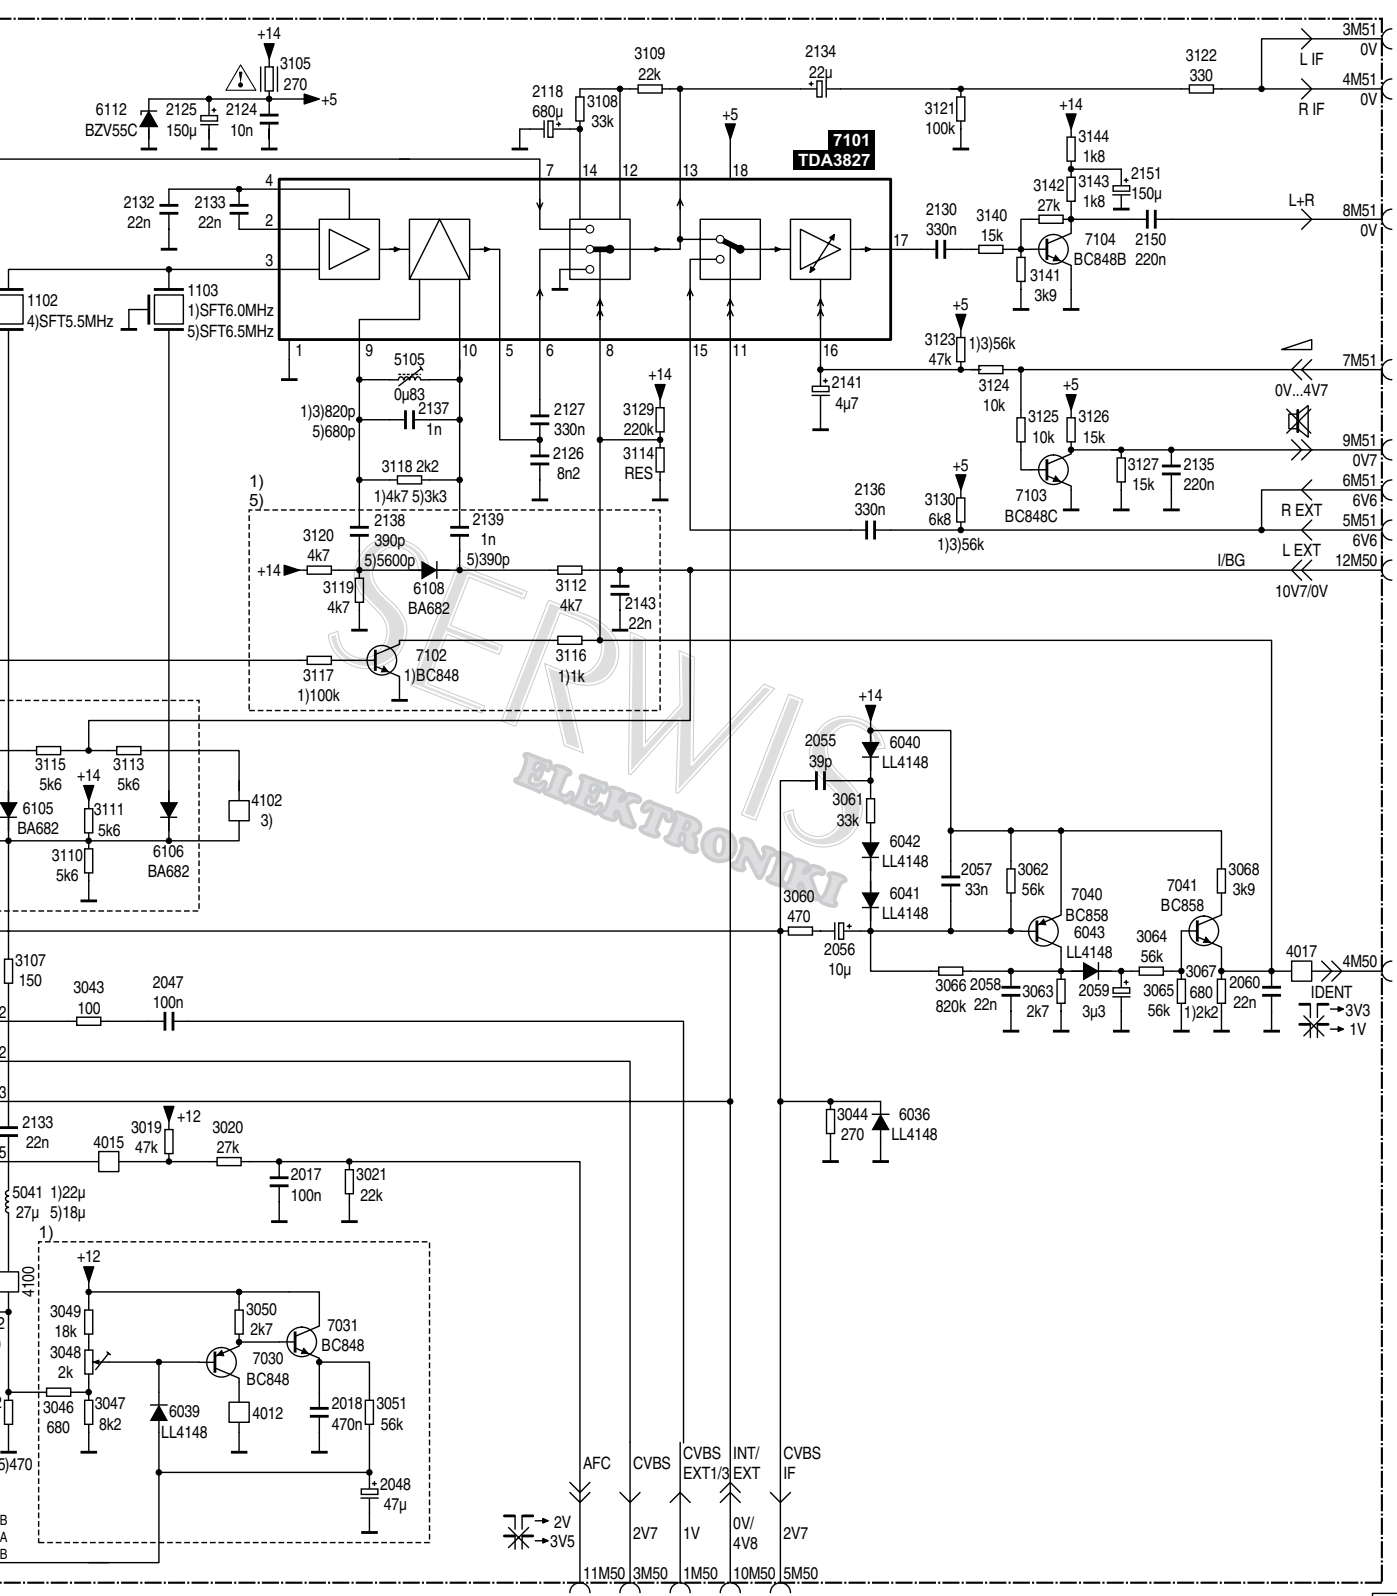 +14
3105
270
+5
6112
BZV55C
2125
150µ
2124
10n
3109
22k
2118
680µ
3108
33k
2134
22µ
+5
7101
TDA3827
3121
100k
3122
330
3M51
0V
L IF
4M51
0V
R IF
+14
3144
1k8
3142
27k
3143
1k8
2151
150µ
L+R
8M51
0V
2130
330n
3140
15k
7104
BC848B
2150
220n
3141
3k9
4
2132
22n
2133
22n
2
3
7
14
12
13
18
17
1102
4)SFT5.5MHz
1103
1)SFT6.0MHz
5)SFT6.5MHz
1
9
10
5
6
8
15
11
16
5105
0µ83
1)3)820p
5)680p
2137
1n
3118 2k2
1)4k7 5)3k3
2127
330n
2126
8n2
+14
3129
220k
3114
RES
2141
4µ7
+5
3123
47k
1)3)56k
3124
10k
7M51
0V...4V7
+5
3125
10k
3126
15k
7103
BC848C
3127
15k
2135
220n
9M51
0V7
6M51
6V6
R EXT
5M51
6V6
L EXT
2136
330n
+5
3130
6k8
1)3)56k
I/BG
12M50
10V7/0V
1)
5)
3120
4k7
+14
2138
390p
5)5600p
2139
1n
5)390p
3119
4k7
6108
BA682
3112
4k7
2143
22n
7102
1)BC848
3117
1)100k
3116
1)1k
SERWIS
ELEKTRONIKI
3115
5k6
3113
5k6
+14
3111
5k6
6105
BA682
3110
5k6
6106
BA682
4102
3)
+14
2055
39p
6040
LL4148
3061
33k
6042
LL4148
6041
LL4148
3060
470
2056
10µ
2057
33n
3062
56k
7040
BC858
6043
LL4148
7041
BC858
3068
3k9
3064
56k
3066
820k
2058
22n
3063
2k7
2059
3µ3
3065
56k
3067
680
1)2k2
2060
22n
4017
4M50
IDENT
3V3
1V
3107
150
3043
100
2047
100n
2
2
3
2133
22n
5
4015
+12
3019
47k
3020
27k
2017
100n
3021
22k
3044
270
6036
LL4148
5041
27µ
1)22µ
5)18µ
1)
+12
4100
3049
18k
3048
2k
3046
680
3047
8k2
3050
2k7
7031
BC848
7030
BC848
6039
LL4148
4012
2018
470n
3051
56k
2048
47µ
5)470
B
A
B
AFC
CVBS
CVBS
EXT1/3
INT/
EXT
CVBS
IF
2V
3V5
2V7
1V
0V/
4V8
2V7
11M50
3M50
1M50
10M50
5M50